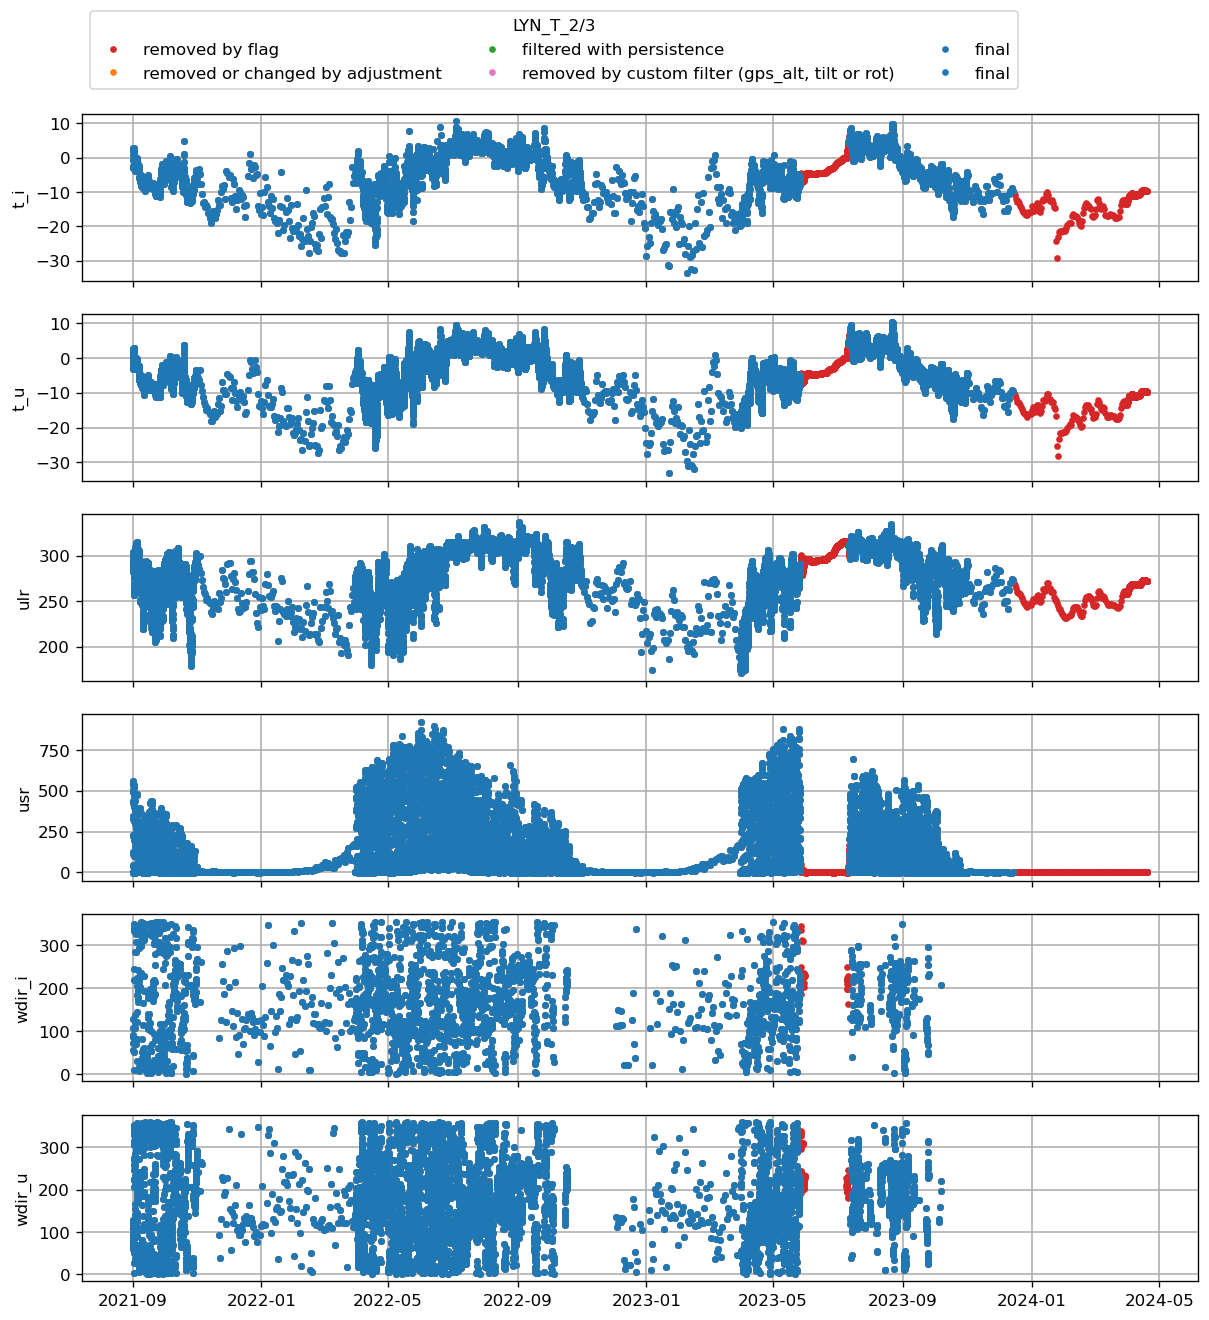 LYN_T_2/3
removed by flag
filtered with persistence
final
removed or changed by adjustment
removed by custom filter (gps_alt, tilt or rot)
final
10
0
−10
−20
−30
t_i
10
0
−10
−20
−30
t_u
300
250
200
ulr
750
500
250
0
usr
300
200
100
0
wdir_i
300
200
100
0
wdir_u
2021-09 2022-01 2022-05 2022-09 2023-01 2023-05 2023-09 2024-01 2024-05